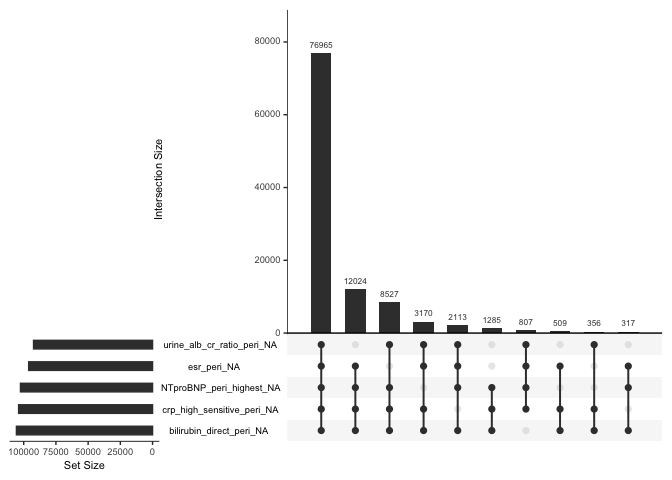 80000
60000
40000
20000
0
Intersection Size
76965
12024
8527
3170
2113
1285
807
509
356
317
urine_alb_cr_ratio_peri_NA
esr_peri_NA
NTproBNP_peri_highest_NA
crp_high_sensitive_peri_NA
bilirubin_direct_peri_NA
100000 75000 50000 25000 0
Set Size